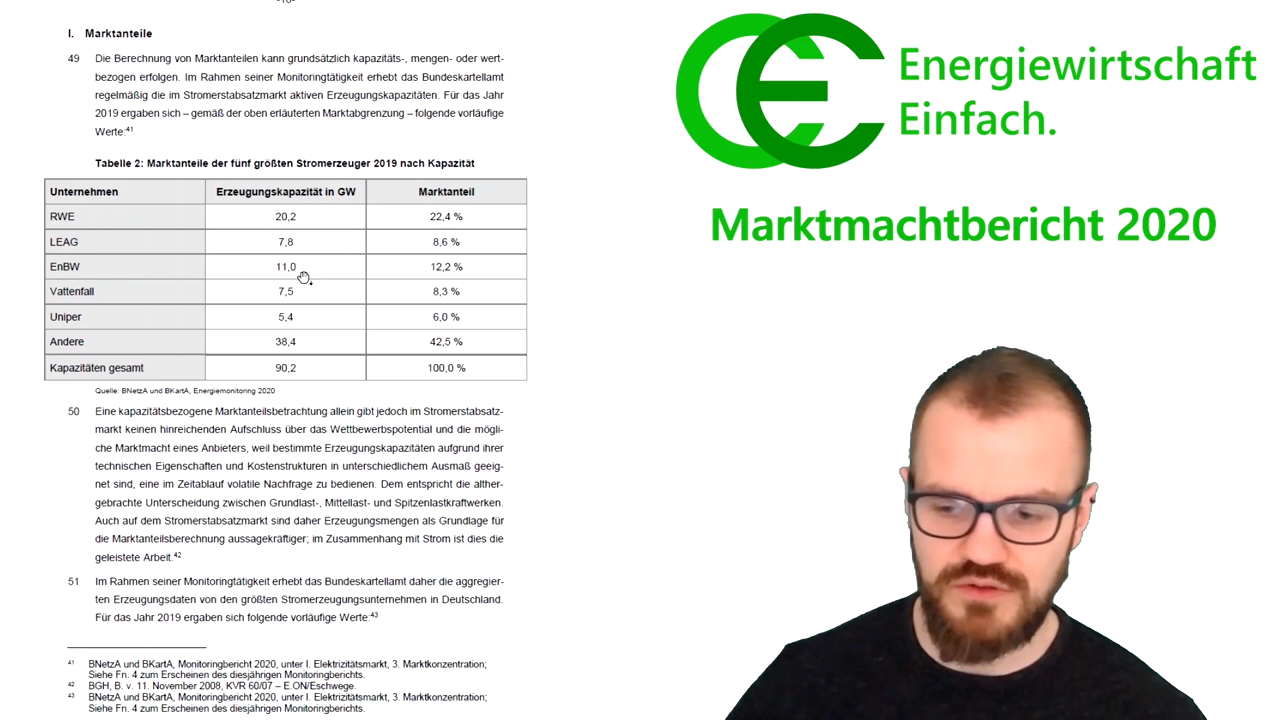 -16-
I. Marktanteile
49 Die Berechnung von Marktanteilen kann grundsätzlich kapazitäts-, mengen- oder wert-
bezogen erfolgen. Im Rahmen seiner Monitoringtätigkeit erhebt das Bundeskartellamt
regelmäßig die im Stromerstabsatzmarkt aktiven Erzeugungskapazitäten. Für das Jahr
2019 ergaben sich – gemäß der oben erläuterten Marktabgrenzung – folgende vorläufige
Werte:41
Tabelle 2: Marktanteile der fünf größten Stromerzeuger 2019 nach Kapazität
Unternehmen Erzeugungskapazität in GW Marktanteil
RWE 20,2 22,4 %
LEAG 7,8 8,6 %
EnBW 11,0 12,2 %
Vattenfall 7,5 8,3 %
Uniper 5,4 6,0 %
Andere 38,4 42,5 %
Kapazitäten gesamt 90,2 100,0 %
Quelle: BNetzA und BKartA, Energiemonitoring 2020
50 Eine kapazitätsbezogene Marktanteilsbetrachtung allein gibt jedoch im Stromerstabsatz-
markt keinen hinreichenden Aufschluss über das Wettbewerbspotential und die mögli-
che Marktmacht eines Anbieters, weil bestimmte Erzeugungskapazitäten aufgrund ihrer
technischen Eigenschaften und Kostenstrukturen in unterschiedlichem Ausmaß geeig-
net sind, eine im Zeitablauf volatile Nachfrage zu bedienen. Dem entspricht die alther-
gebrachte Unterscheidung zwischen Grundlast-, Mittellast- und Spitzenlastkraftwerken.
Auch auf dem Stromerstabsatzmarkt sind daher Erzeugungsmengen als Grundlage für
die Marktanteilsberechnung aussagekräftiger; im Zusammenhang mit Strom ist dies die
geleistete Arbeit.42
51 Im Rahmen seiner Monitoringtätigkeit erhebt das Bundeskartellamt daher die aggregier-
ten Erzeugungsdaten von den größten Stromerzeugungsunternehmen in Deutschland.
Für das Jahr 2019 ergaben sich folgende vorläufige Werte:43
41 BNetzA und BKartA, Monitoringbericht 2020, unter I. Elektrizitätsmarkt, 3. Marktkonzentration;
Siehe Fn. 4 zum Erscheinen des diesjährigen Monitoringberichts.
42 BGH, B. v. 11. November 2008, KVR 60/07 – E.ON/Eschwege.
43 BNetzA und BKartA, Monitoringbericht 2020, unter I. Elektrizitätsmarkt, 3. Marktkonzentration;
Siehe Fn. 4 zum Erscheinen des diesjährigen Monitoringberichts.
Energiewirtschaft
Einfach.
Marktmachtbericht 2020